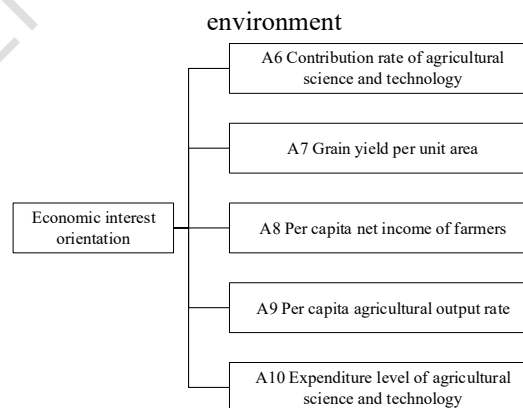 environment
A6 Contribution rate of agricultural
science and technology
A7 Grain yield per unit area
Economic interest
orientation
A8 Per capita net income of farmers
A9 Per capita agricultural output rate
A10 Expenditure level of agricultural
science and technology